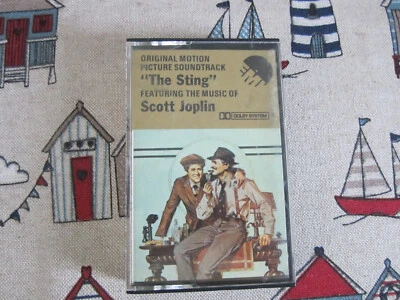 ORIGINAL MOTION
PICTURE SOUNDTRACK
"The Sting"
FEATURING THE MUSIC OF
Scott Joplin
DOLBY SYSTEM